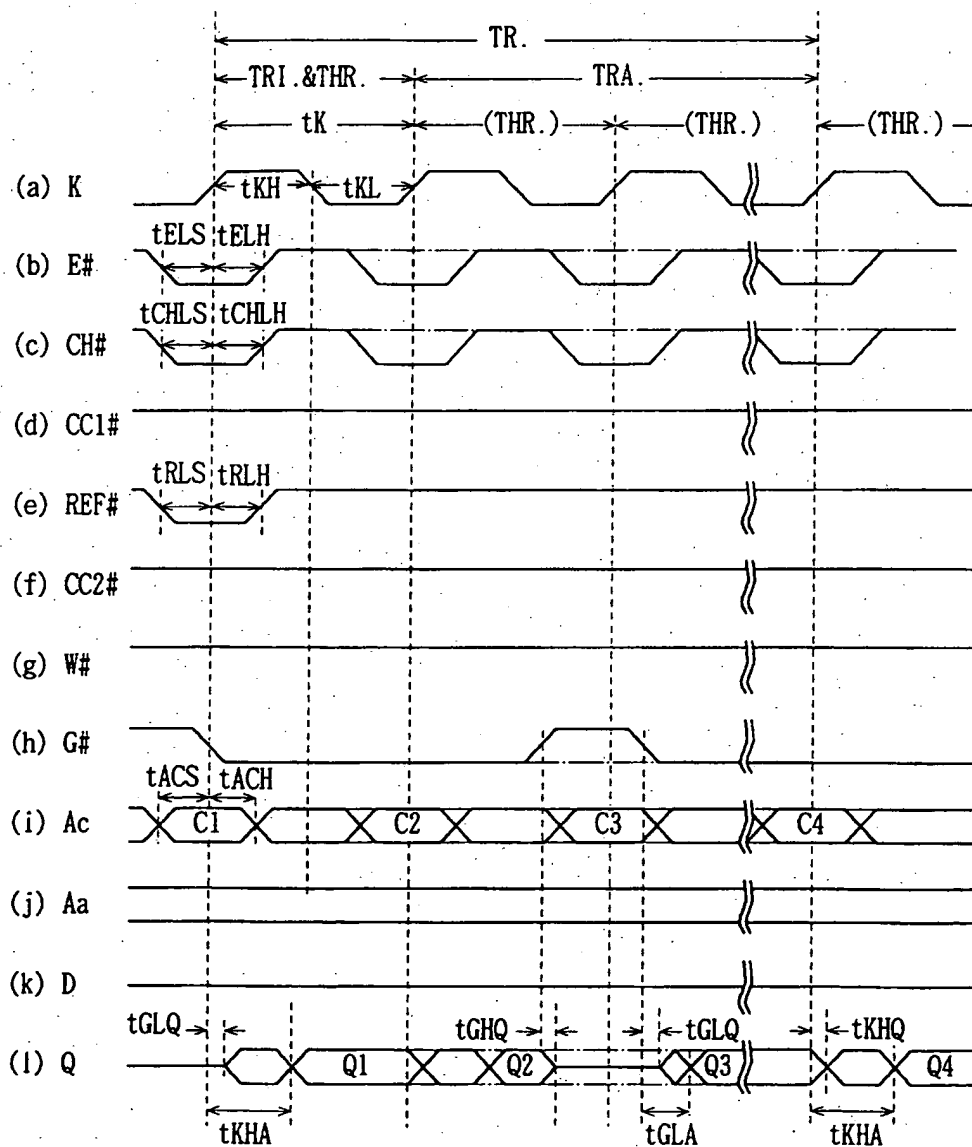 TR.
TRI.&THR. TRA.
tK (THR.) (THR.) (THR.)
(a) K tKH tKL
tELS tELH
(b) E#
tCHLS tCHLH
(c) CH#
(d) CC1#
tRLS tRLH
(e) REF#
(f) CC2#
(g) W#
(h) G#
tACS tACH
(i) Ac C1 C2 C3 C4
(j) Aa
(k) D
tGLQ tGHQ tGLQ tKHQ
(l) Q Q1 Q2 Q3 Q4
tKHA tGLA tKHA